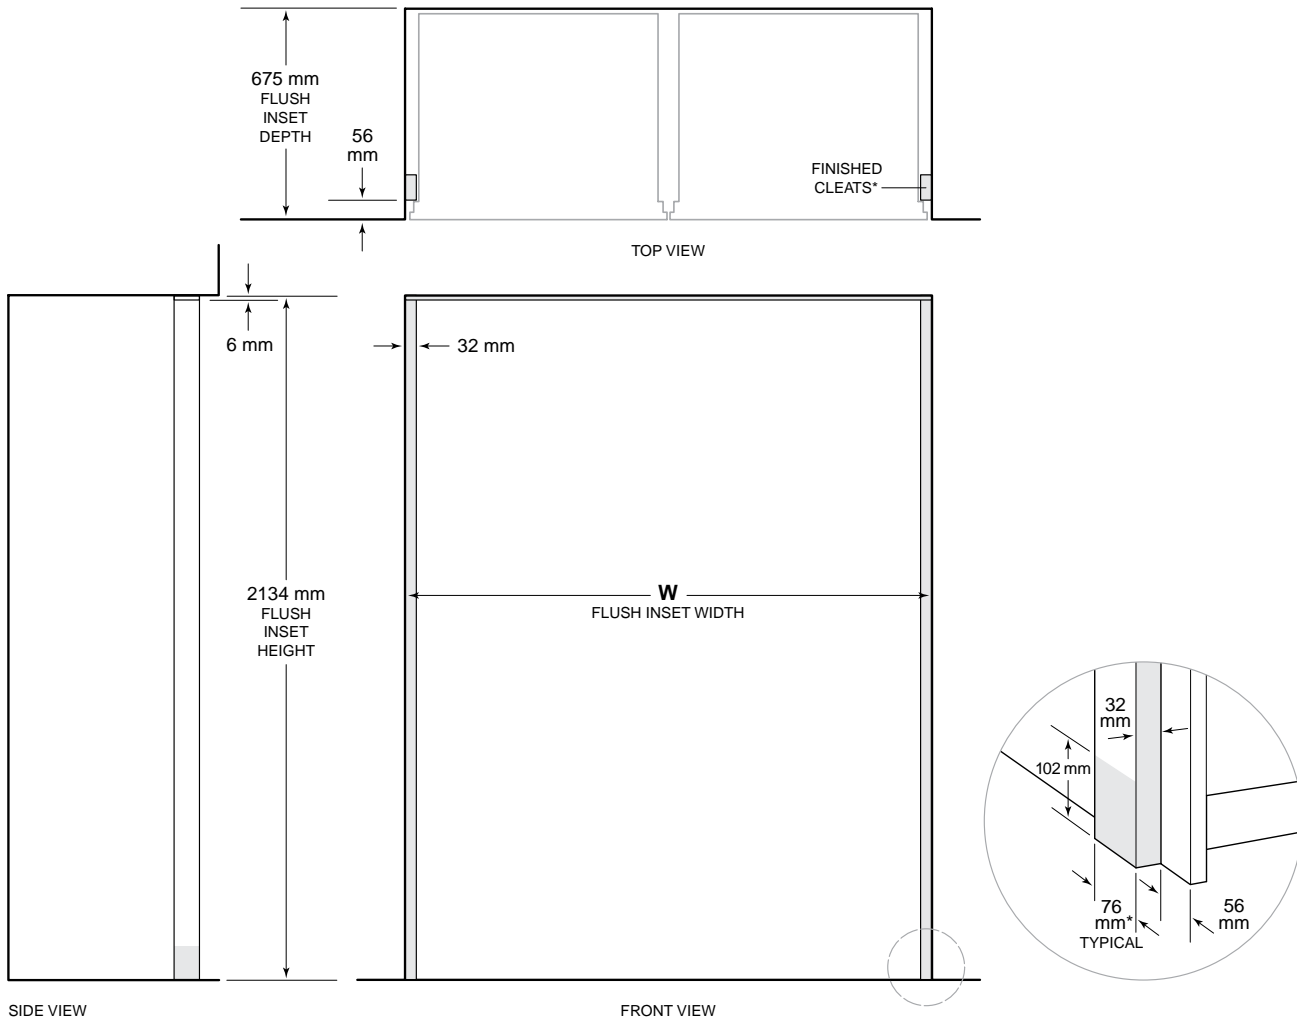 675 mm
FLUSH
INSET
DEPTH
56
mm
FINISHED
CLEATS*
TOP VIEW
6 mm
32 mm
2134 mm
FLUSH
INSET
HEIGHT
W
FLUSH INSET WIDTH
32
mm
102 mm
76
mm*
TYPICAL
56
mm
SIDE VIEW
FRONT VIEW